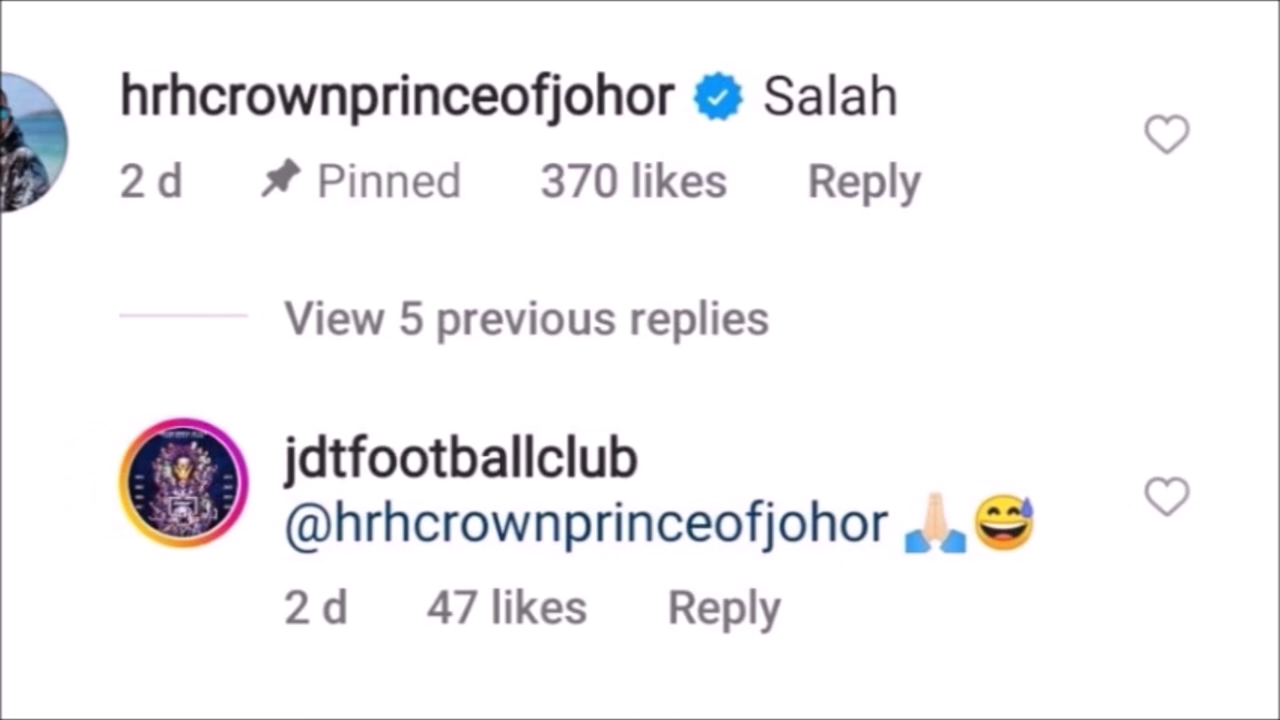 hrhcrownprinceofjohor Salah
2 d Pinned 370 likes Reply
View 5 previous replies
jdtfootballclub
@hrhcrownprinceofjohor 🙏🏻😅
2 d 47 likes Reply